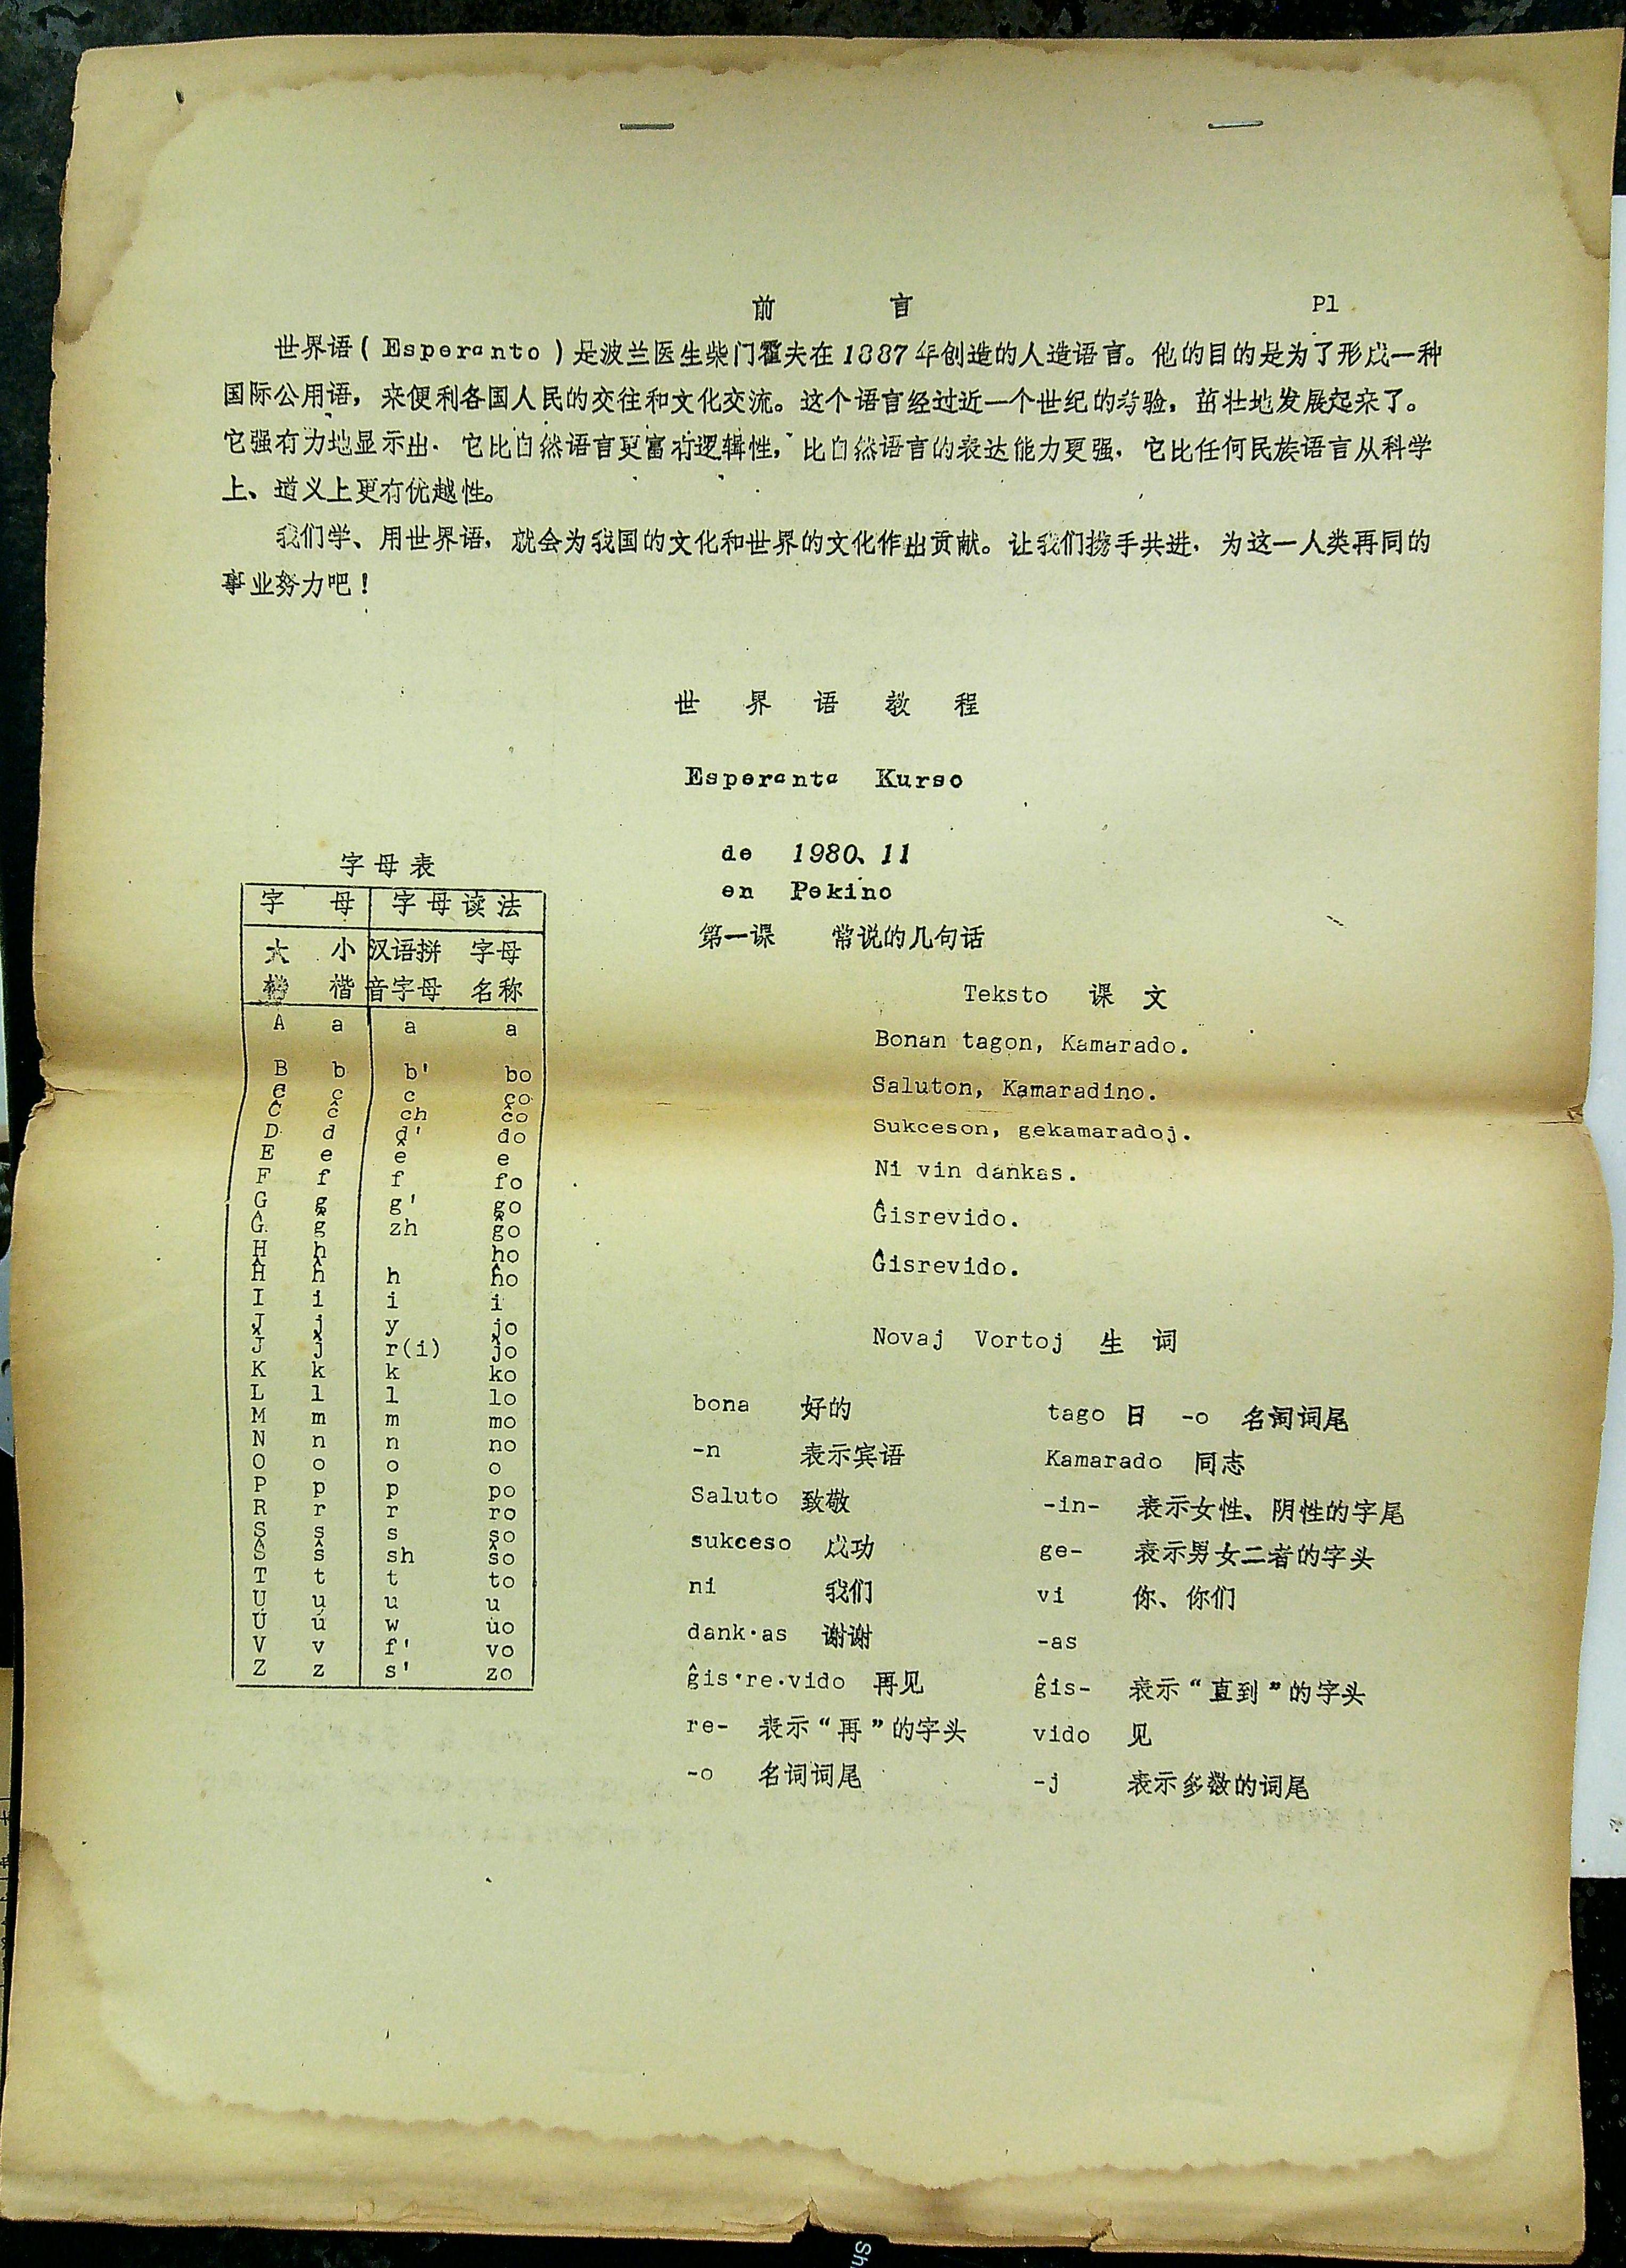 前 言 P1
世界语(Esperanto)是波兰医生柴门霍夫在1887年创造的人造语言。他的目的是为了形成一种
国际公用语，来便利各国人民的交往和文化交流。这个语言经过近一个世纪的考验，茁壮地发展起来了。
它强有力地显示出，它比自然语言更富有逻辑性，比自然语言的表达能力更强，它比任何民族语言从科学
上、道义上更有优越性。
我们学、用世界语，就会为我国的文化和世界的文化作出贡献。让我们携手共进，为这一人类再同的
事业努力吧！
世界语教程
Esperanta Kurso
de 1980、11
en Pekino
字母表
字 母 字母读法
大 小 汉语拼 字母
楷 楷 音字母 名称
A a a a
B b b' bo
C c c co
Ĉ ĉ ch ĉo
D d d' do
E e ê e
F f f fo
G g g' go
Ĝ ĝ zh ĝo
H h ho
Ĥ ĥ h ĥo
I i i i
J j y jo
Ĵ ĵ r(i) ĵo
K k k ko
L l l lo
M m m mo
N n n no
O o o o
P p p po
R r r ro
S s s so
Ŝ ŝ sh ŝo
T t t to
U u u u
Ú ú w úo
V v f' vo
Z z s' zo
第一课 常说的几句话
Teksto 课文
Bonan tagon, Kamarado.
Saluton, Kamaradino.
Sukceson, gekamaradoj.
Ni vin dankas.
Ĝisrevido.
Ĝisrevido.
Novaj Vortoj 生词
bona 好的 tago 日 -o 名词词尾
-n 表示宾语 Kamarado 同志
Saluto 致敬 -in- 表示女性、阴性的字尾
sukceso 成功 ge- 表示男女二者的字头
ni 我们 vi 你、你们
dank·as 谢谢 -as
ĝis·re·vido 再见 ĝis- 表示“直到”的字头
re- 表示“再”的字头 vido 见
-o 名词词尾 -j 表示多数的词尾